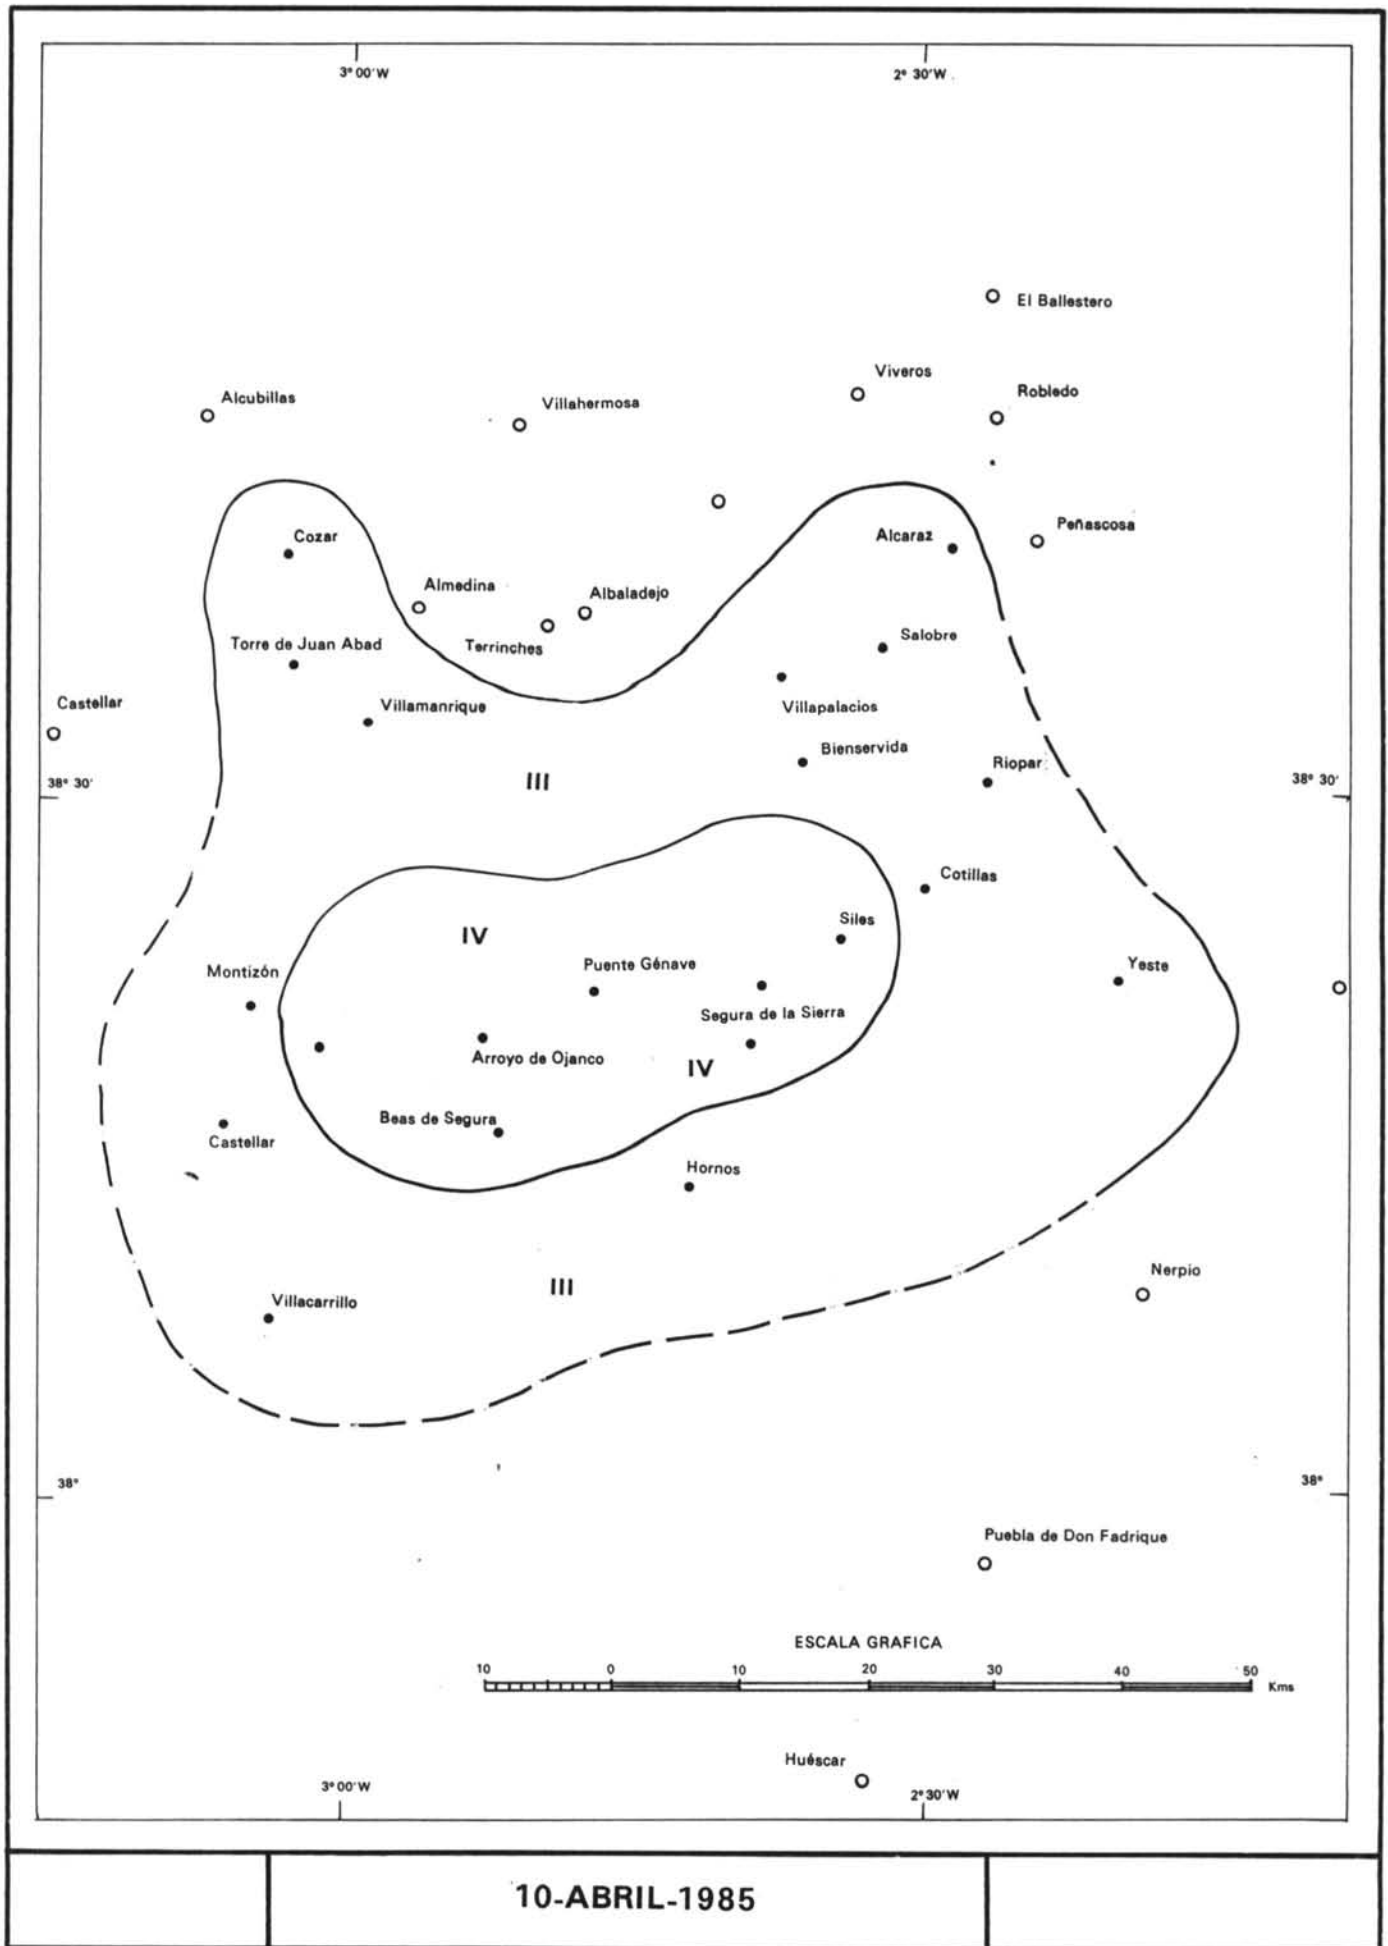 3° 00'W
2° 30'W
El Ballestero
Viveros
Robledo
Alcubillas
Villahermosa
Peñascosa
Cozar
Alcaraz
Almedina
Albaladejo
Terrinches
Torre de Juan Abad
Salobre
Castellar
Villamanrique
Villapalacios
Bienservida
Riopar
38° 30'
III
38° 30'
Cotillas
Siles
IV
Puente Génave
Yeste
Montizón
Segura de la Sierra
Arroyo de Ojanco
IV
Beas de Segura
Castellar
Hornos
Nerpio
III
Villacarrillo
38°
38°
Puebla de Don Fadrique
ESCALA GRAFICA
10 0 10 20 30 40 50
Kms
Huéscar
3° 00'W
2° 30'W
10-ABRIL-1985